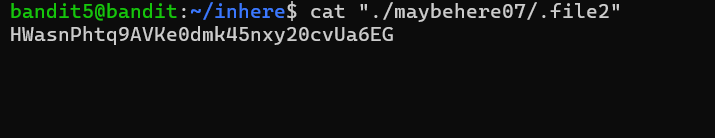 bandit5@bandit:~/inhere$ cat "./maybehere07/.file2"
HWasnPhtq9AVKe0dmk45nxy20cvUa6EG